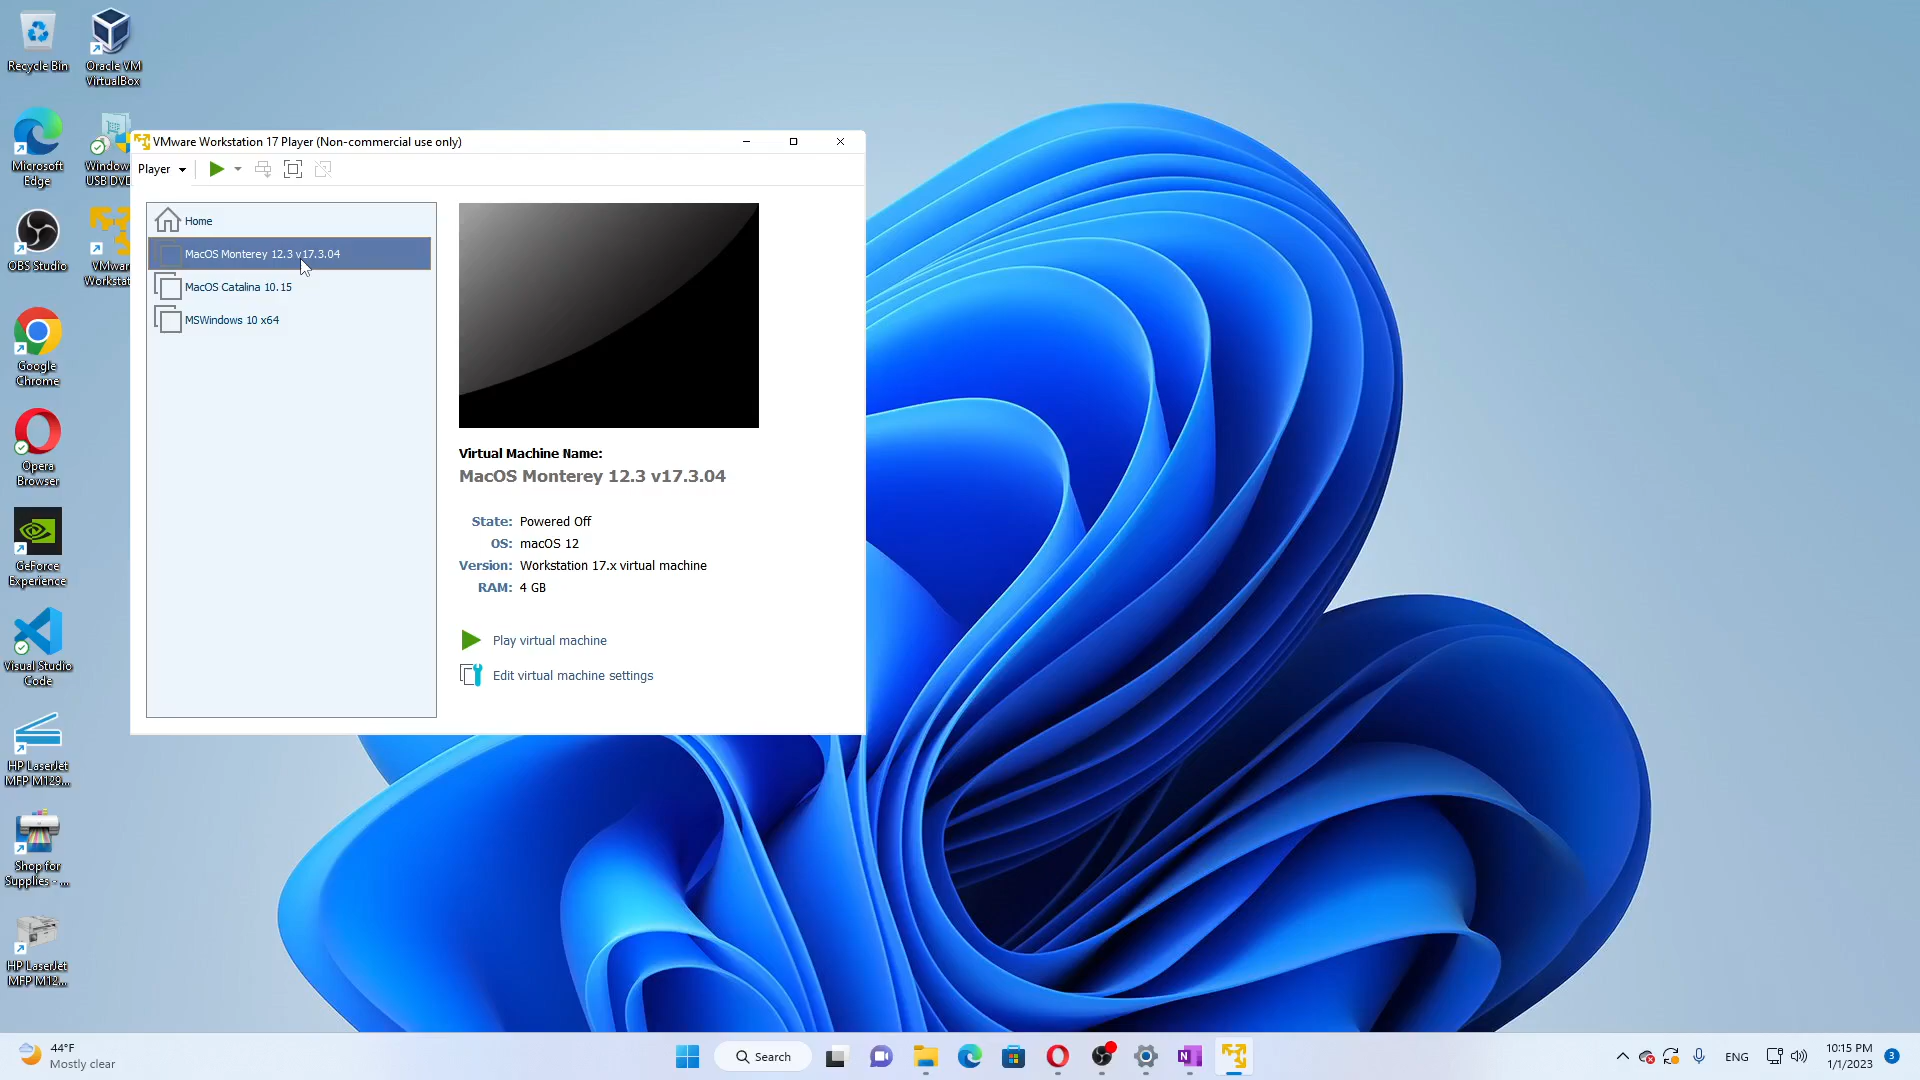 Recycle Bin
Oracle VM
VirtualBox
Microsoft
Edge
Window
USB DVD
OBS Studio
VMwar
Workstat
Google
Chrome
Opera
Browser
GeForce
Experience
Visual Studio
Code
HP LaserJet
MFP M129...
Shop for
Supplies - ...
HP LaserJet
MFP M12...
VMware Workstation 17 Player (Non-commercial use only)
Player
Home
MacOS Monterey 12.3 v17.3.04
MacOS Catalina 10.15
MSWindows 10 x64
Virtual Machine Name:
MacOS Monterey 12.3 v17.3.04
State: Powered Off
OS: macOS 12
Version: Workstation 17.x virtual machine
RAM: 4 GB
Play virtual machine
Edit virtual machine settings
44°F
Mostly clear
Search
N
ENG
10:15 PM
1/1/2023
3